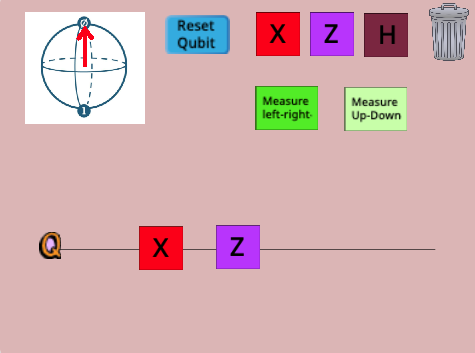 0
1
Reset
Qubit
X Z H
Measure
left-right-
Measure
Up-Down
Q X Z